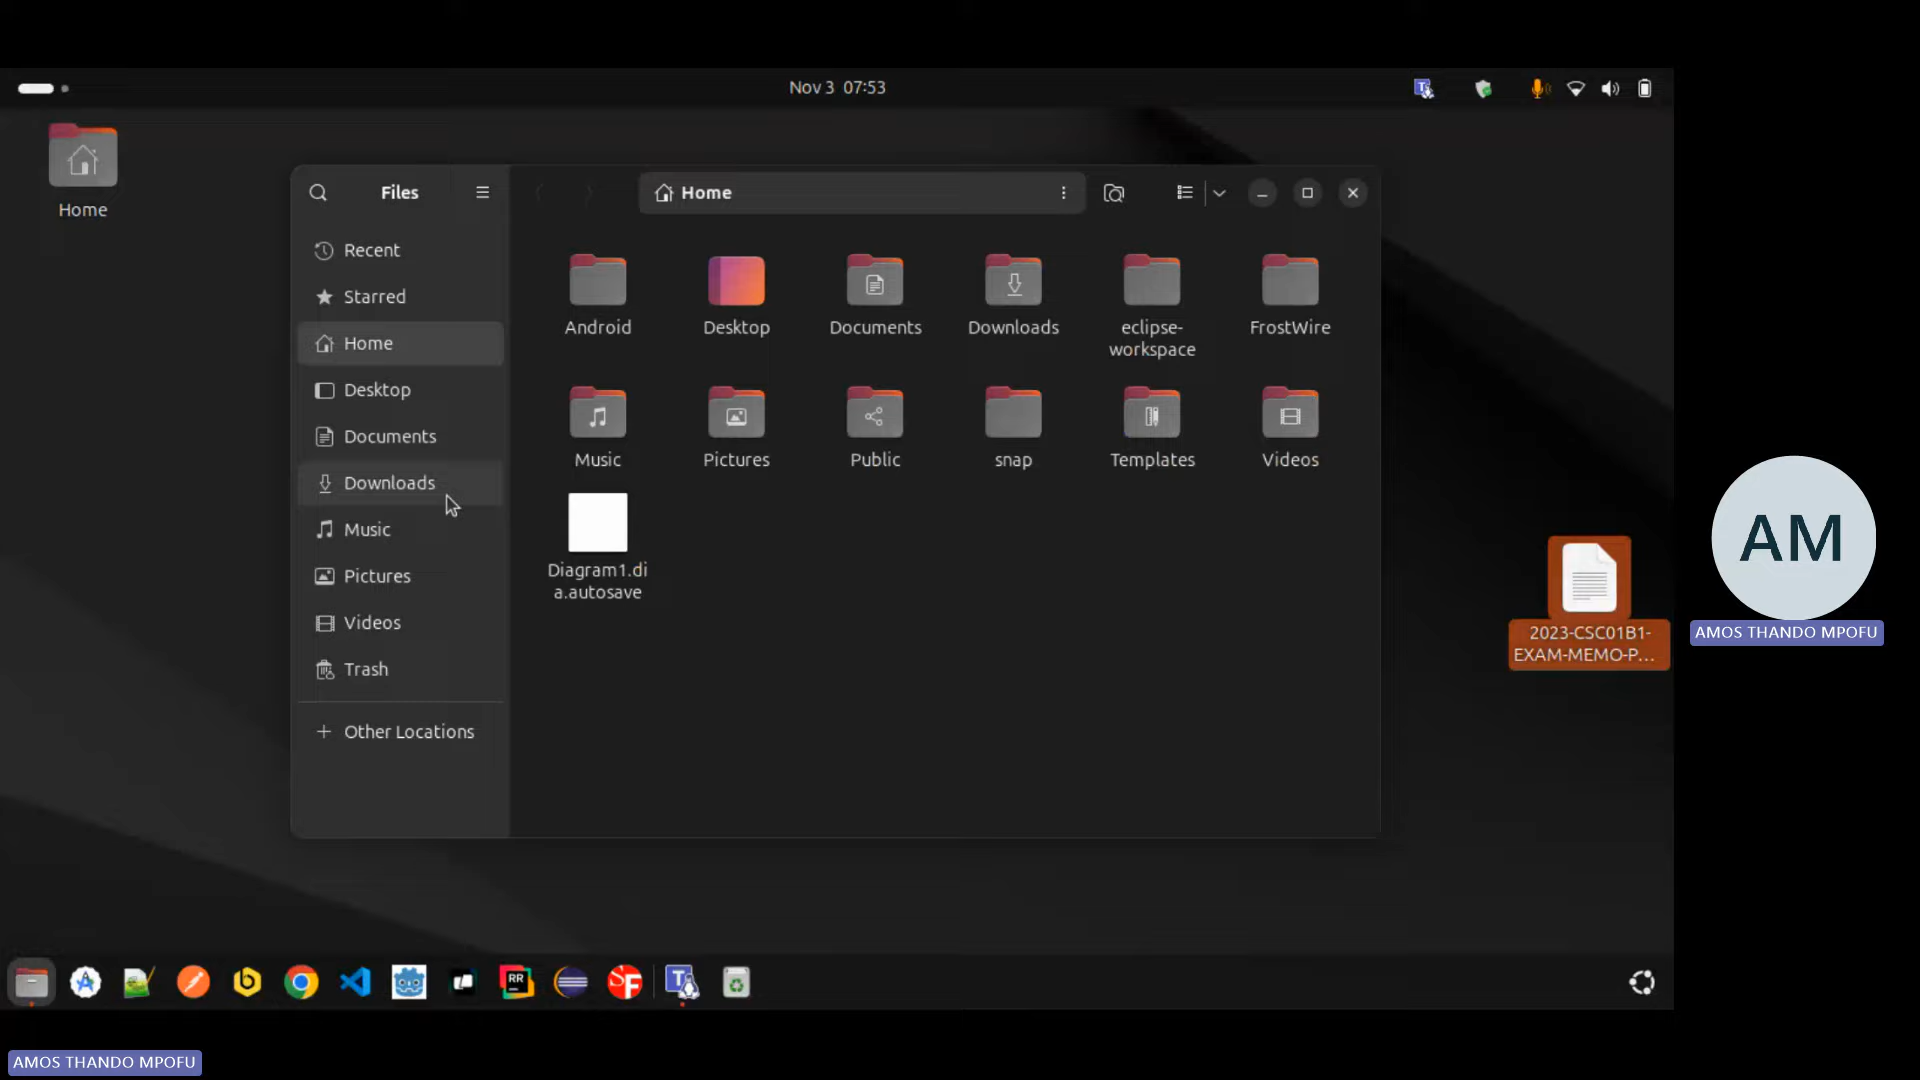 Nov 3 07:53
Home
Files
Home
Recent
Starred
Home
Desktop
Documents
Downloads
Music
Pictures
Videos
Trash
Other Locations
Android
Desktop
Documents
Downloads
eclipse-
workspace
FrostWire
Music
Pictures
Public
snap
Templates
Videos
Diagram1.di
a.autosave
2023-CSC01B1-
EXAM-MEMO-P...
AM
AMOS THANDO MPOFU
RR
SF
T
AMOS THANDO MPOFU